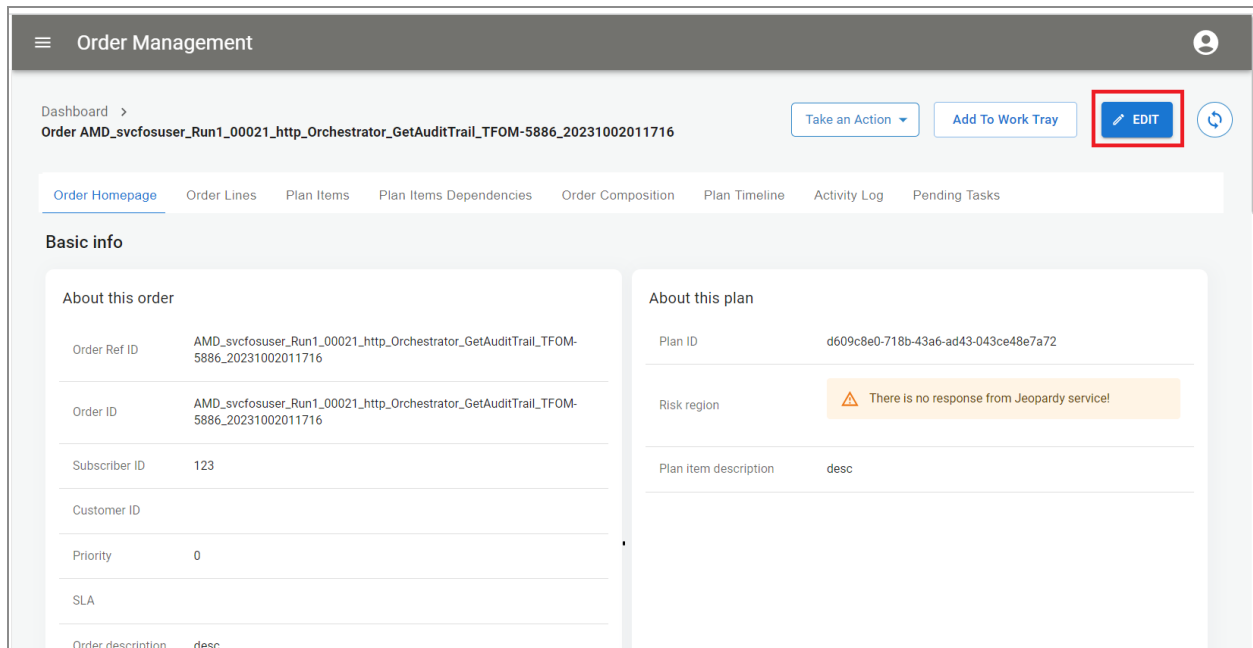 Order Management
Dashboard >
Order AMD_svcfosuser_Run1_00021_http_Orchestrator_GetAuditTrail_TFOM-5886_20231002011716
Take an Action
Add To Work Tray
EDIT
Order Homepage
Order Lines
Plan Items
Plan Items Dependencies
Order Composition
Plan Timeline
Activity Log
Pending Tasks
Basic info
About this order
Order Ref ID
AMD_svcfosuser_Run1_00021_http_Orchestrator_GetAuditTrail_TFOM-
5886_20231002011716
Order ID
AMD_svcfosuser_Run1_00021_http_Orchestrator_GetAuditTrail_TFOM-
5886_20231002011716
Subscriber ID
123
Customer ID
Priority
0
SLA
Order description
desc
About this plan
Plan ID
d609c8e0-718b-43a6-ad43-043ce48e7a72
Risk region
There is no response from Jeopardy service!
Plan item description
desc